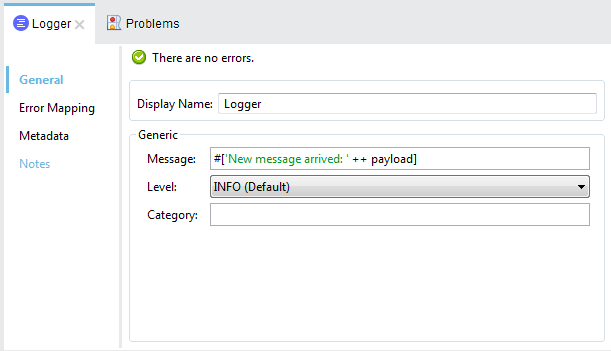 Logger
Problems
General
Error Mapping
Metadata
Notes
There are no errors.
Display Name: Logger
Generic
Message: #['New message arrived: ' ++ payload]
Level: INFO (Default)
Category: